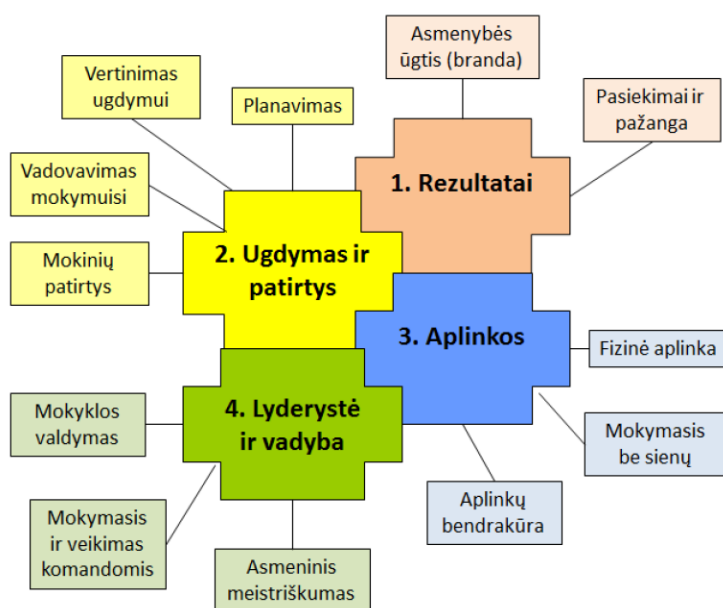 Asmenybės
ūgtis (branda)
Pasiekimai ir
pažanga
1. Rezultatai
Vertinimas
ugdymui
Planavimas
Vadovavimas
mokymuisi
Mokinių
patirtys
2. Ugdymas ir
patirtys
3. Aplinkos
Fizinė aplinka
Mokymasis
be sienų
Aplinkų
bendrakūra
4. Lyderystė
ir vadyba
Mokyklos
valdymas
Mokymasis
ir veikimas
komandomis
Asmeninis
meistriškumas